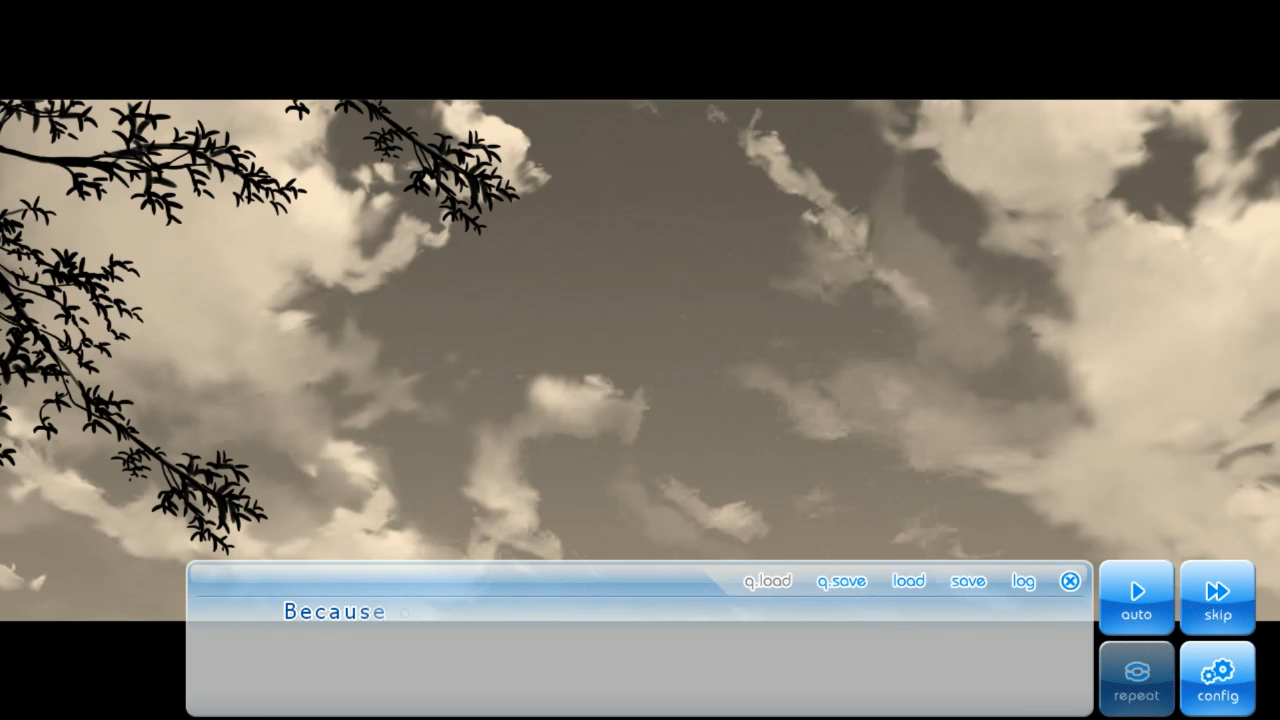 q.load q.save load save log
Because
auto skip
repeat config